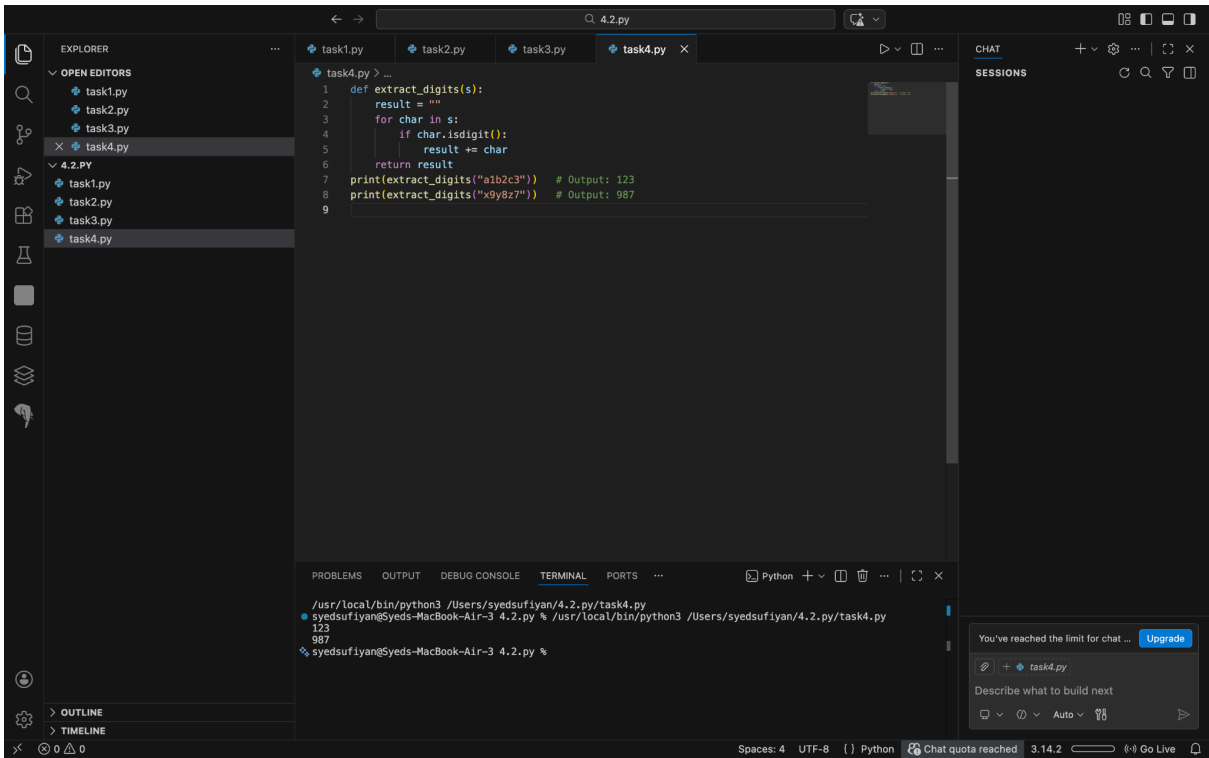 4.2.py
EXPLORER
OPEN EDITORS
task1.py
task2.py
task3.py
task4.py
4.2.PY
task1.py
task2.py
task3.py
task4.py
OUTLINE
TIMELINE
task1.py task2.py task3.py task4.py
task4.py > ...
1 def extract_digits(s):
2     result = ""
3     for char in s:
4         if char.isdigit():
5             result += char
6     return result
7 print(extract_digits("a1b2c3"))   # Output: 123
8 print(extract_digits("x9y8z7"))   # Output: 987
9
PROBLEMS OUTPUT DEBUG CONSOLE TERMINAL PORTS ... Python
/usr/local/bin/python3 /Users/syedsufiyan/4.2.py/task4.py
syedsufiyan@Syeds-MacBook-Air-3 4.2.py % /usr/local/bin/python3 /Users/syedsufiyan/4.2.py/task4.py
123
987
syedsufiyan@Syeds-MacBook-Air-3 4.2.py %
CHAT
SESSIONS
You've reached the limit for chat ... Upgrade
task4.py
Describe what to build next
Auto
0 0 Spaces: 4 UTF-8 { } Python Chat quota reached 3.14.2 Go Live